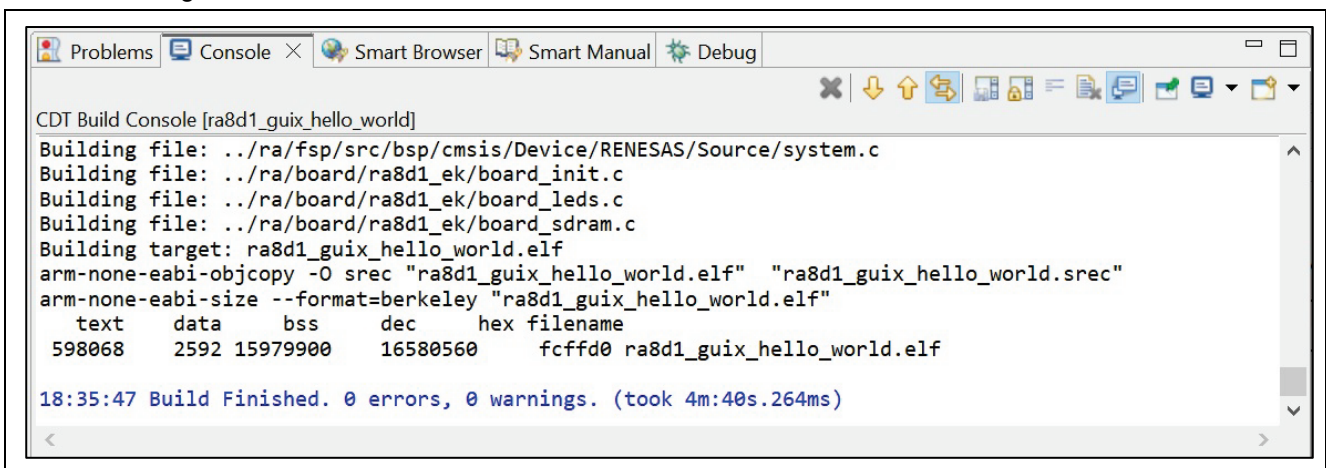 Problems Console Smart Browser Smart Manual Debug
CDT Build Console [ra8d1_guix_hello_world]
Building file: ../ra/fsp/src/bsp/cmsis/Device/RENESAS/Source/system.c
Building file: ../ra/board/ra8d1_ek/board_init.c
Building file: ../ra/board/ra8d1_ek/board_leds.c
Building file: ../ra/board/ra8d1_ek/board_sdram.c
Building target: ra8d1_guix_hello_world.elf
arm-none-eabi-objcopy -O srec "ra8d1_guix_hello_world.elf"  "ra8d1_guix_hello_world.srec"
arm-none-eabi-size --format=berkeley "ra8d1_guix_hello_world.elf"
   text    data     bss     dec     hex filename
 598068    2592 15979900    16580560     fcffd0 ra8d1_guix_hello_world.elf
18:35:47 Build Finished. 0 errors, 0 warnings. (took 4m:40s.264ms)